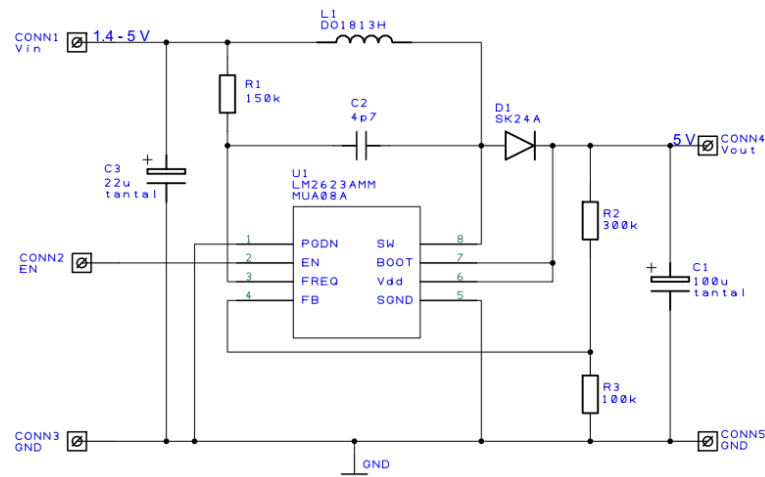 L1
DO1813H
CONN1
Vin
1.4 - 5 V
R1
150k
C2
4p7
D1
SK24A
5 V
CONN4
Vout
C3
22u
tantal
+
U1
LM2623AMM
MUA08A
R2
300k
CONN2
EN
1 PGDN SW 8
2 EN BOOT 7
3 FREQ Vdd 6
4 FB SGND 5
+
C1
100u
tantal
R3
100k
CONN3
GND
CONN5
GND
GND